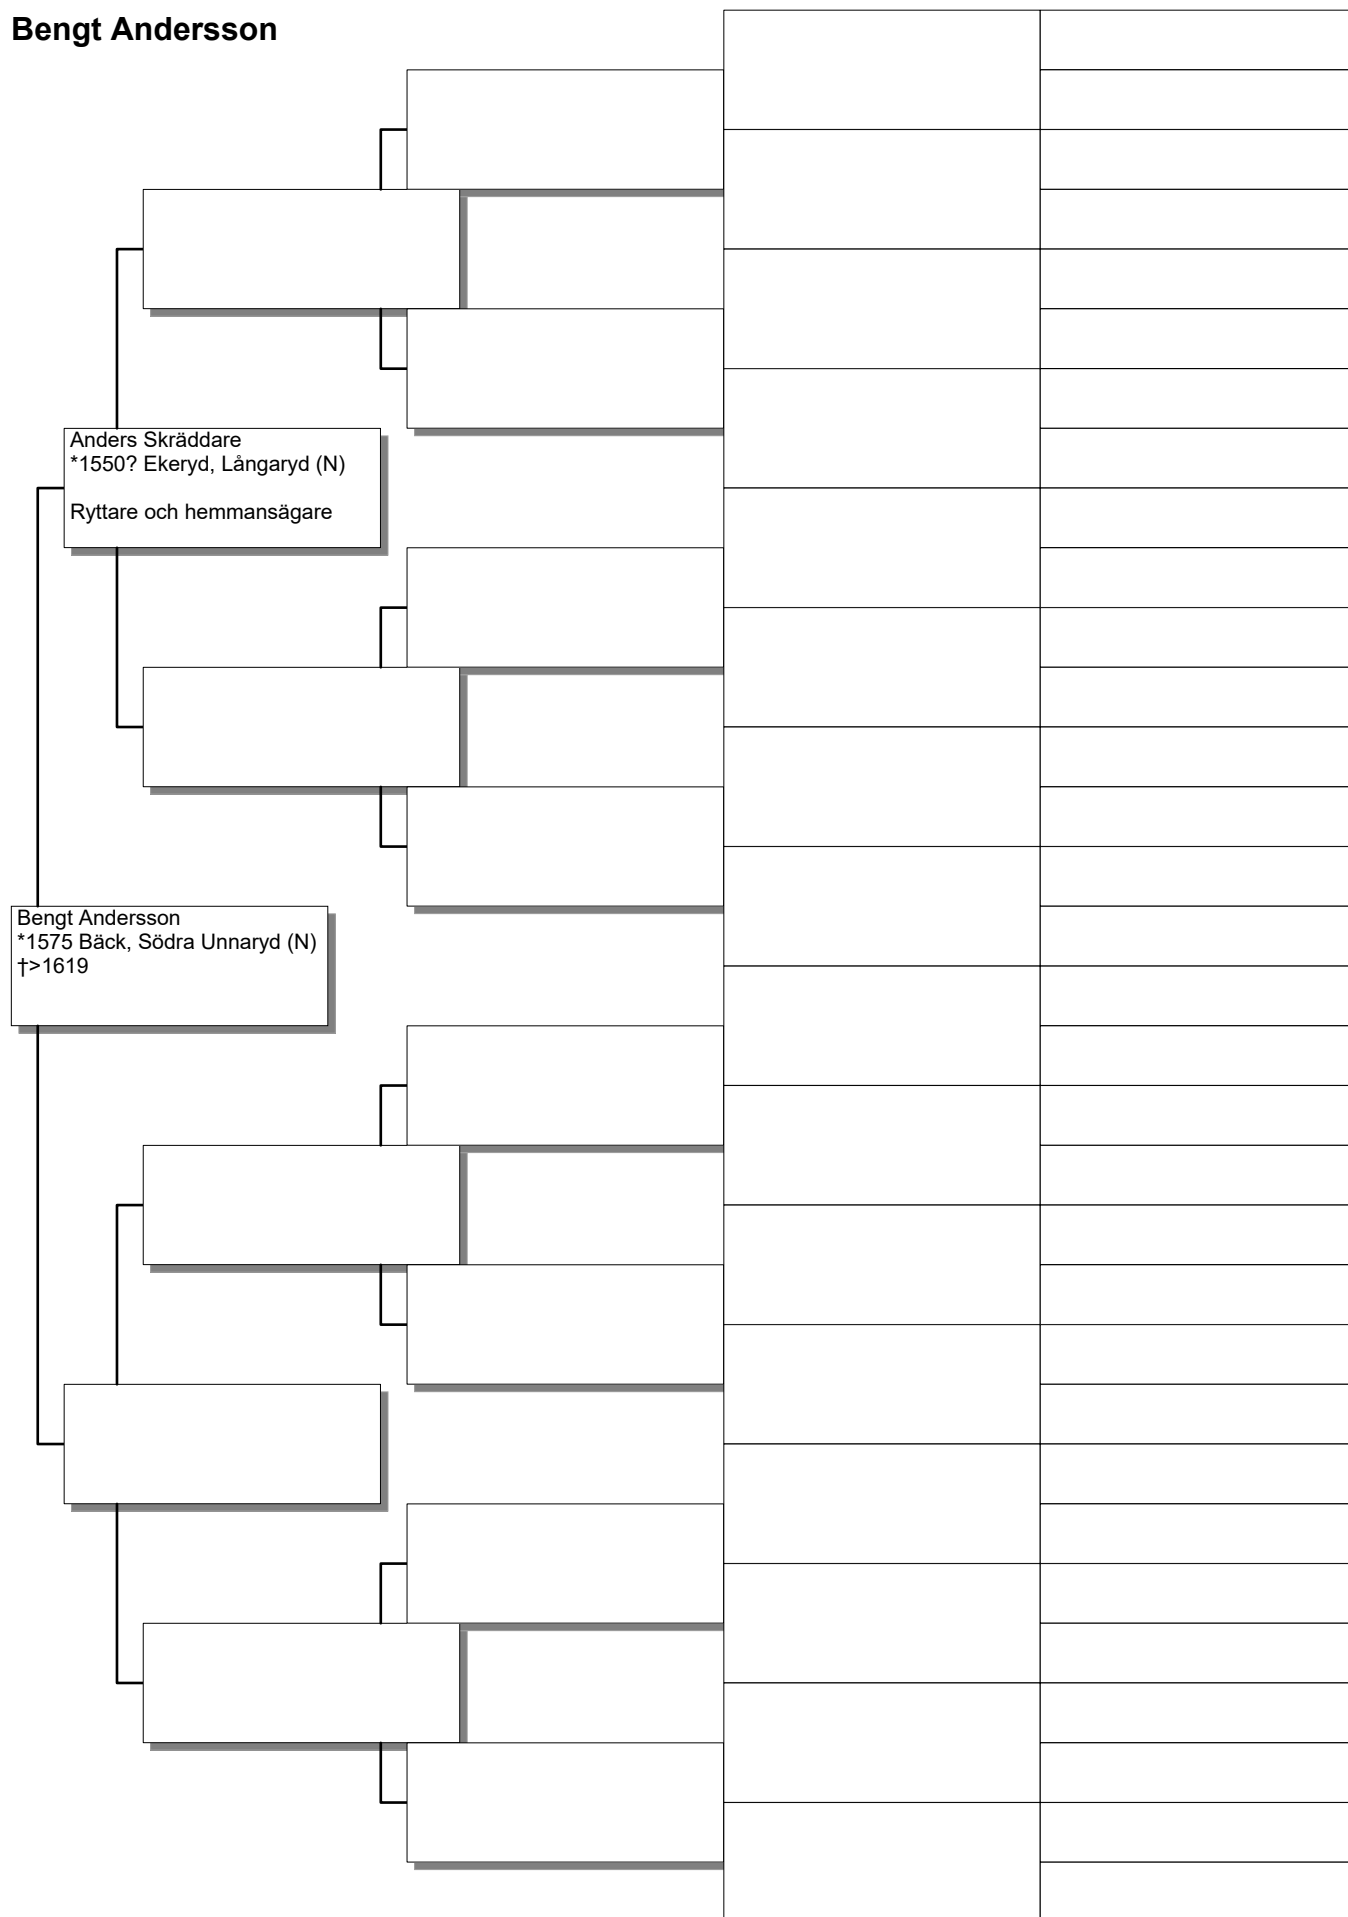 Bengt Andersson
Anders Skräddare
*1550? Ekeryd, Långaryd (N)
Ryttare och hemmansägare
Bengt Andersson
*1575 Bäck, Södra Unnaryd (N)
†>1619